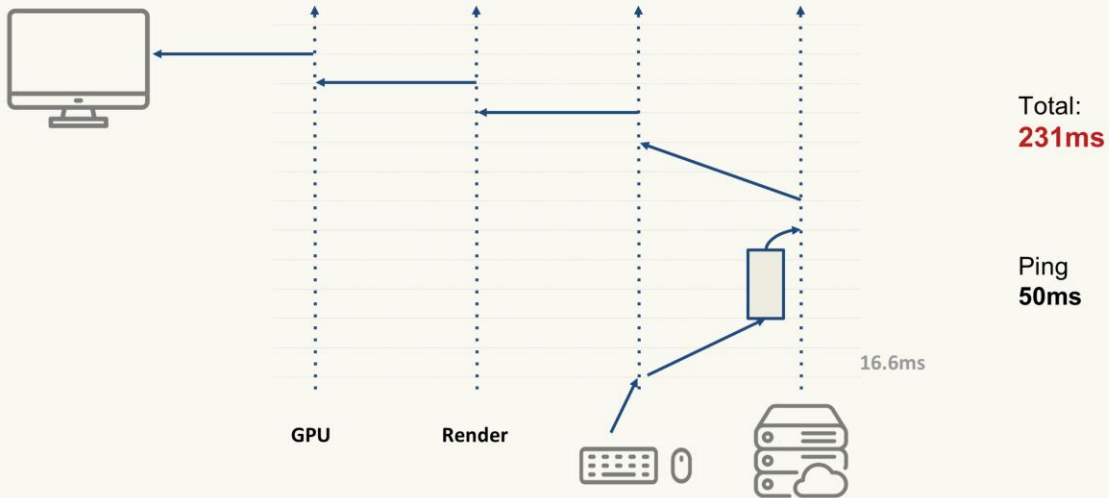 Total:
231ms
Ping
50ms
16.6ms
GPU
Render